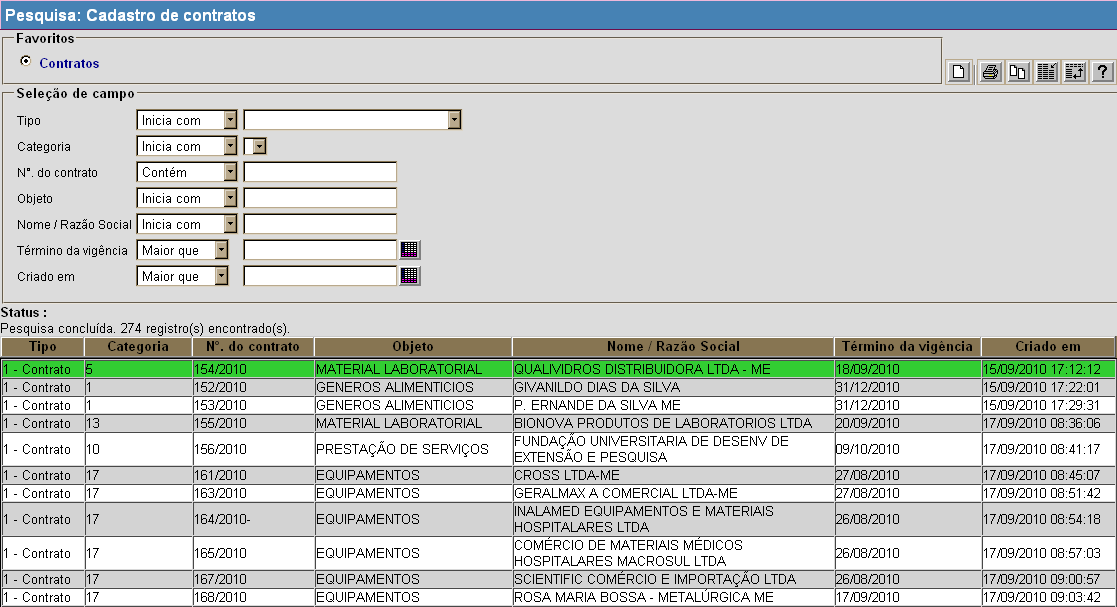 Pesquisa: Cadastro de contratos
Favoritos
Contratos
?
Seleção de campo
Tipo Inicia com
Categoria Inicia com
N°. do contrato Contém
Objeto Inicia com
Nome / Razão Social Inicia com
Término da vigência Maior que
Criado em Maior que
Status :
Pesquisa concluída. 274 registro(s) encontrado(s).
Tipo Categoria N°. do contrato Objeto Nome / Razão Social Término da vigência Criado em
1 - Contrato 5 154/2010 MATERIAL LABORATORIAL QUALIVIDROS DISTRIBUIDORA LTDA - ME 18/09/2010 15/09/2010 17:12:12
1 - Contrato 1 152/2010 GENEROS ALIMENTICIOS GIVANILDO DIAS DA SILVA 31/12/2010 15/09/2010 17:22:01
1 - Contrato 1 153/2010 GENEROS ALIMENTICIOS P. ERNANDE DA SILVA ME 31/12/2010 15/09/2010 17:29:31
1 - Contrato 13 155/2010 MATERIAL LABORATORIAL BIONOVA PRODUTOS DE LABORATORIOS LTDA 20/09/2010 17/09/2010 08:36:06
1 - Contrato 10 156/2010 PRESTAÇÃO DE SERVIÇOS FUNDAÇÃO UNIVERSITARIA DE DESENV DE
EXTENSÃO E PESQUISA 09/10/2010 17/09/2010 08:41:17
1 - Contrato 17 161/2010 EQUIPAMENTOS CROSS LTDA-ME 27/08/2010 17/09/2010 08:45:07
1 - Contrato 17 163/2010 EQUIPAMENTOS GERALMAX A COMERCIAL LTDA-ME 27/08/2010 17/09/2010 08:51:42
1 - Contrato 17 164/2010- EQUIPAMENTOS INALAMED EQUIPAMENTOS E MATERIAIS
HOSPITALARES LTDA 26/08/2010 17/09/2010 08:54:18
1 - Contrato 17 165/2010 EQUIPAMENTOS COMÉRCIO DE MATERIAIS MÉDICOS
HOSPITALARES MACROSUL LTDA 26/08/2010 17/09/2010 08:57:03
1 - Contrato 17 167/2010 EQUIPAMENTOS SCIENTIFIC COMÉRCIO E IMPORTAÇÃO LTDA 26/08/2010 17/09/2010 09:00:57
1 - Contrato 17 168/2010 EQUIPAMENTOS ROSA MARIA BOSSA - METALÚRGICA ME 17/09/2010 17/09/2010 09:03:42